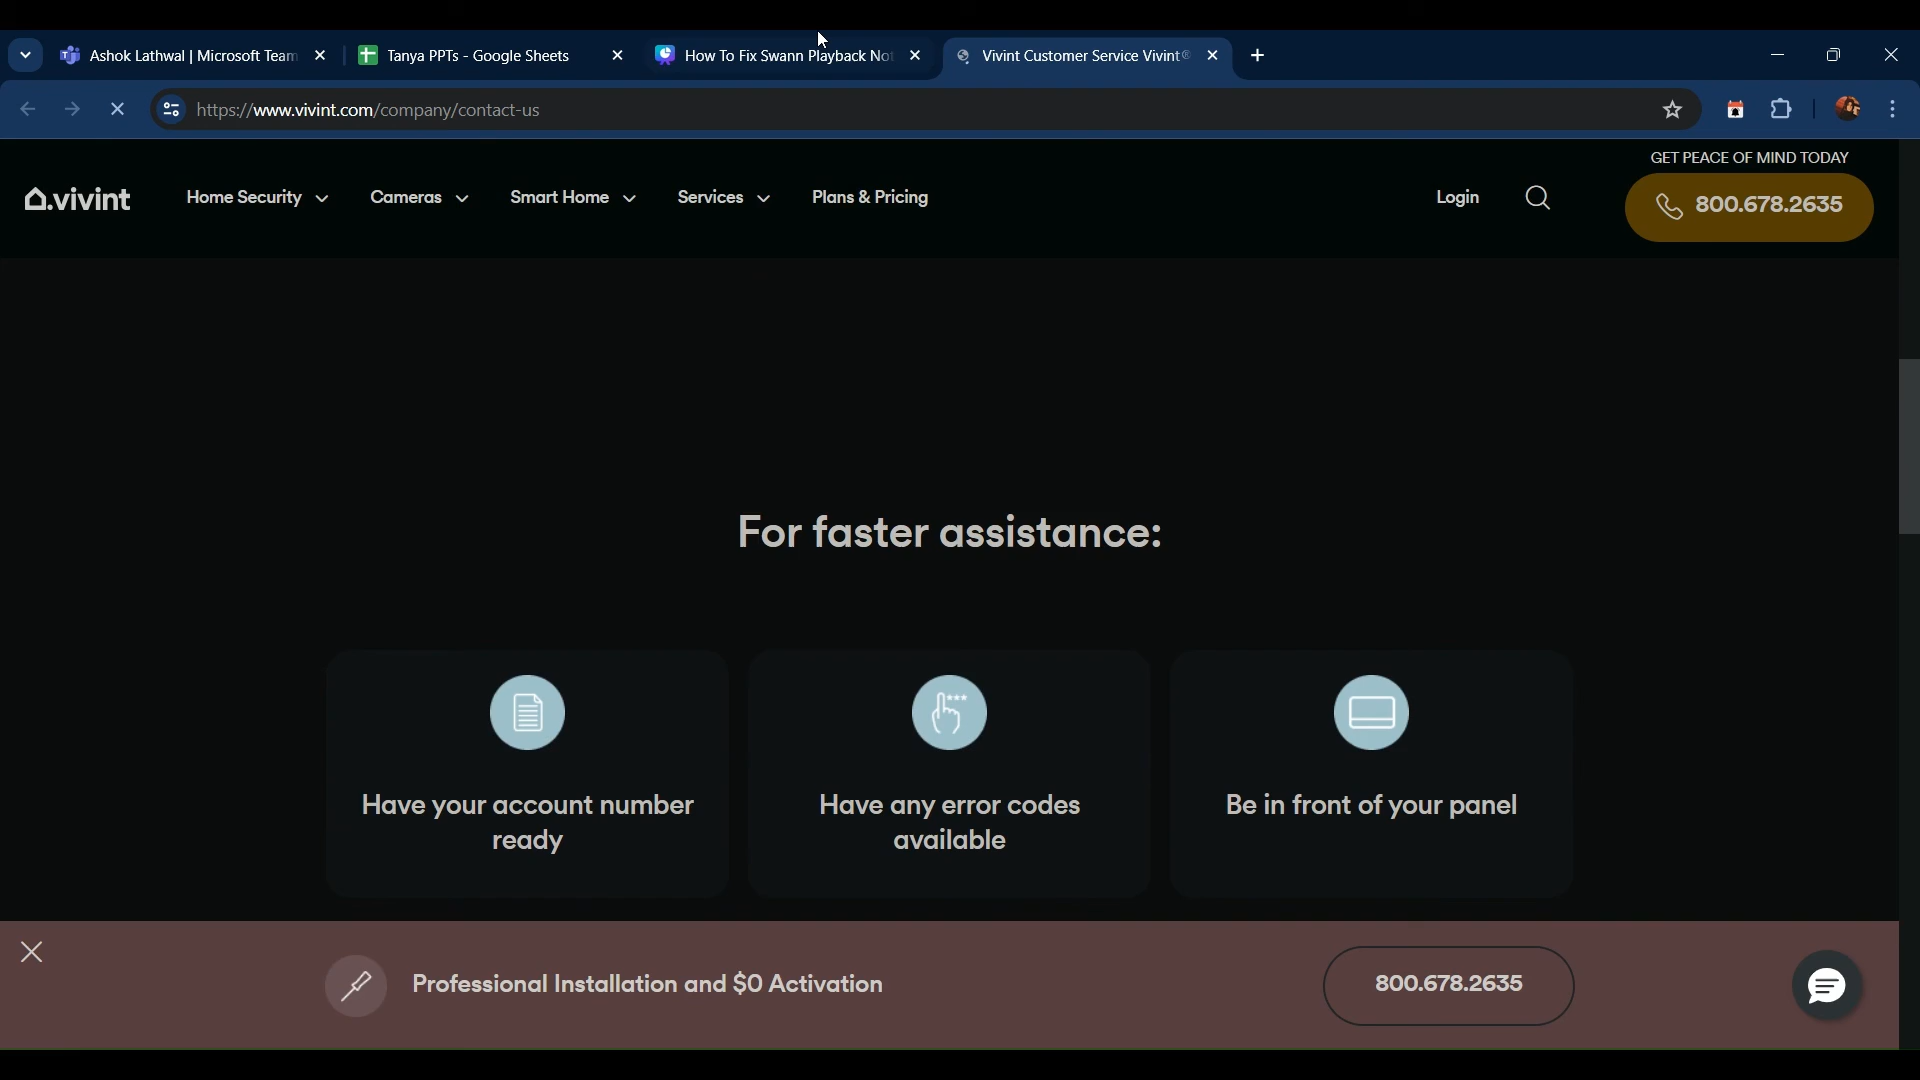 Ashok Lathwal | Microsoft Team
Tanya PPTs - Google Sheets
How To Fix Swann Playback Not
Vivint Customer Service Vivint®
https://www.vivint.com/company/contact-us
GET PEACE OF MIND TODAY
vivint
Home Security
Cameras
Smart Home
Services
Plans & Pricing
Login
800.678.2635
For faster assistance:
Have your account number
ready
Have any error codes
available
Be in front of your panel
Professional Installation and $0 Activation
800.678.2635